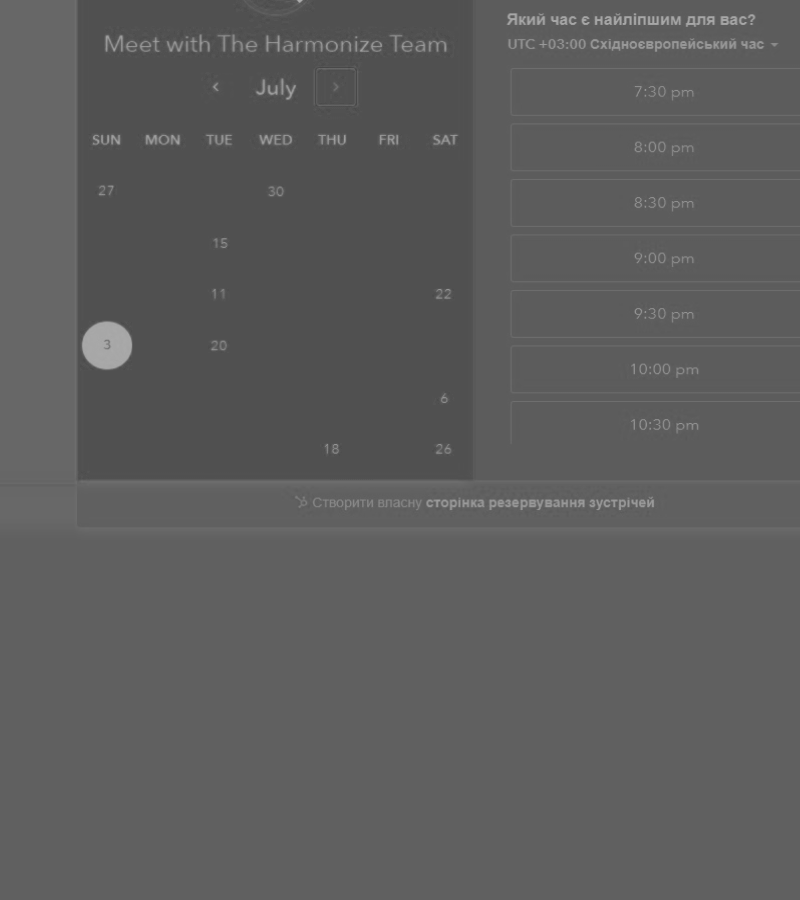 Meet with The Harmonize Team
July
SUN MON TUE WED THU FRI SAT
27 30
15
11 22
3 20
6
18 26
Який час є найліпшим для вас?
UTC +03:00 Східноєвропейський час
7:30 pm
8:00 pm
8:30 pm
9:00 pm
9:30 pm
10:00 pm
10:30 pm
Створити власну сторінка резервування зустрічей